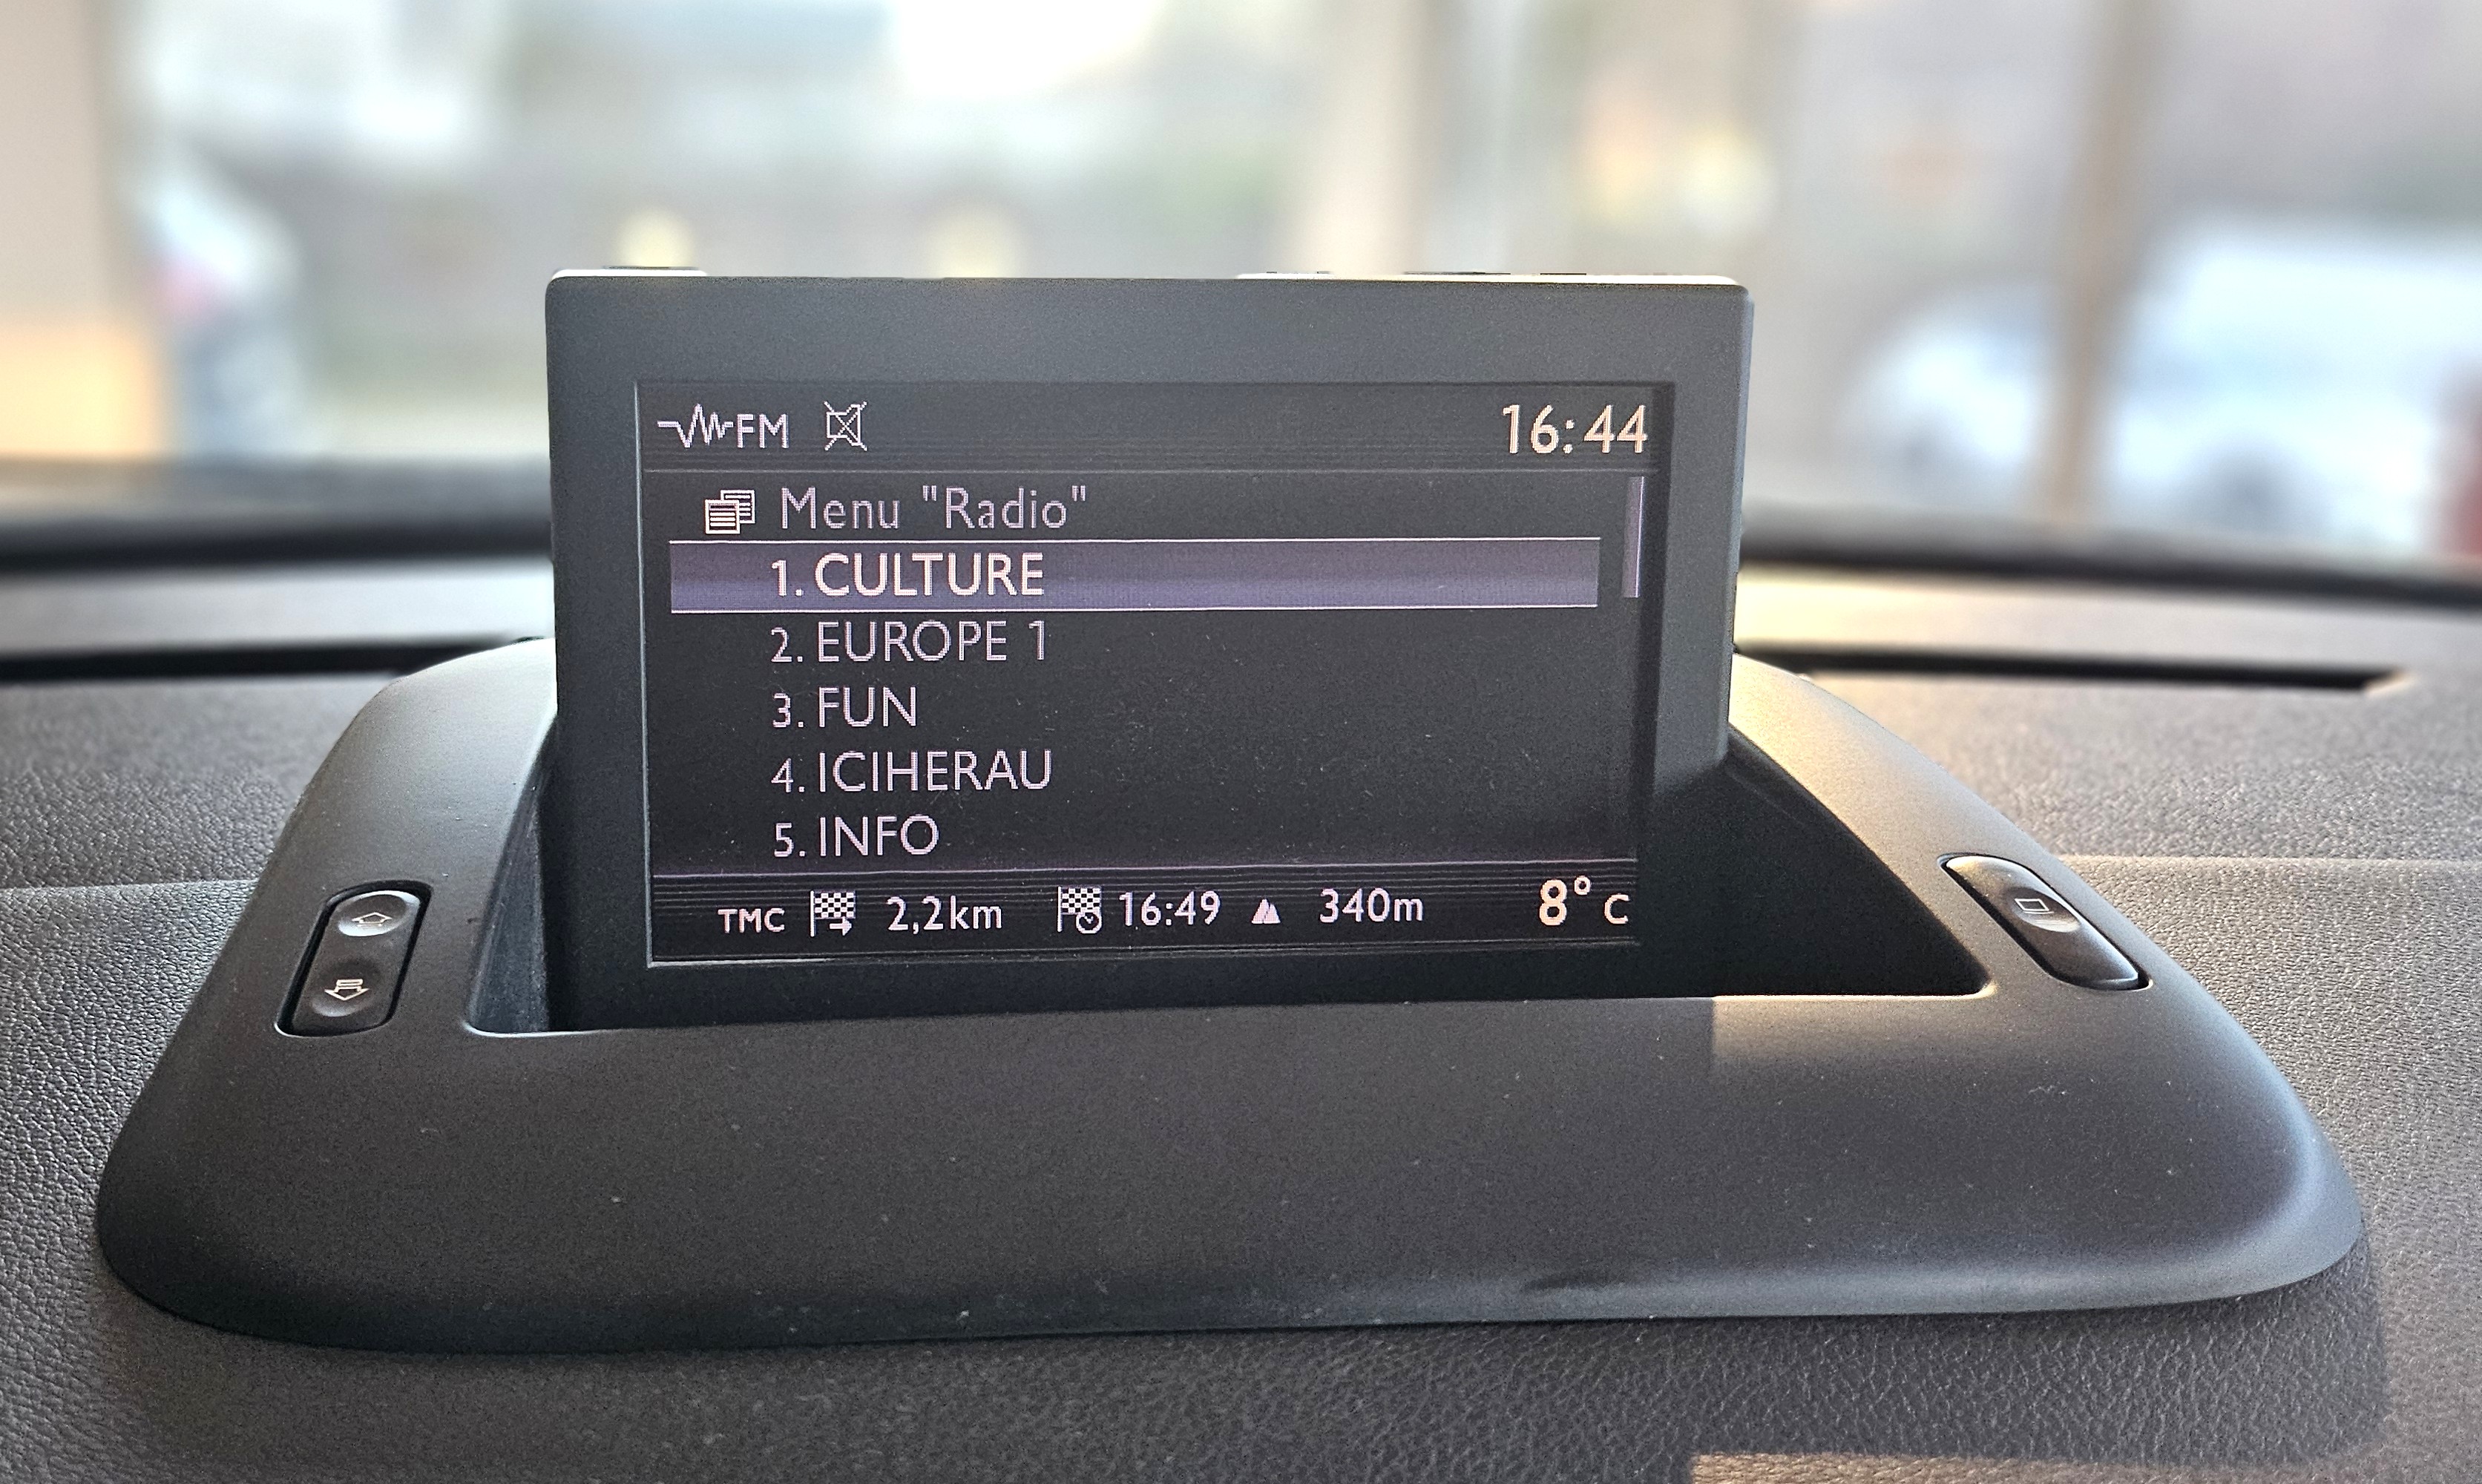 FM 16:44
Menu "Radio"
1. CULTURE
2. EUROPE 1
3. FUN
4. ICIHERAU
5. INFO
TMC 2,2km 16:49 340m 8° C